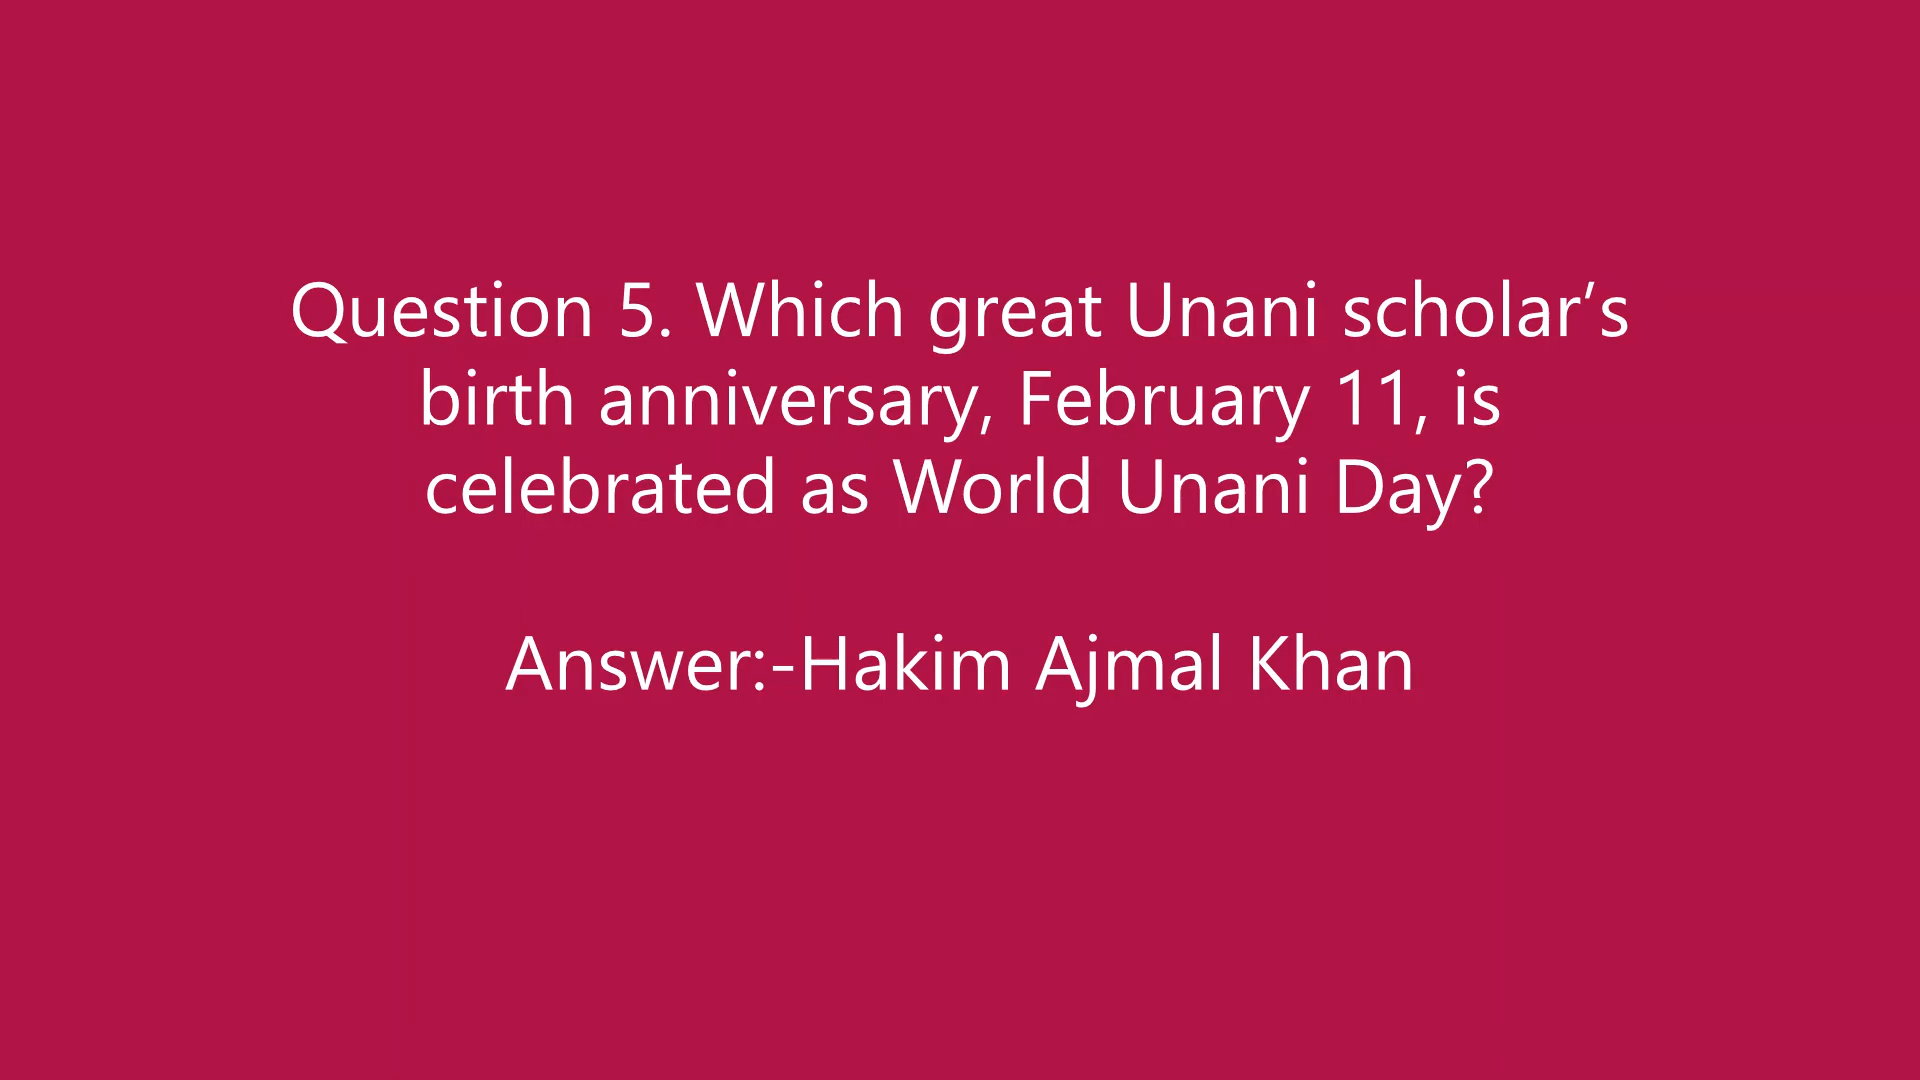 Question 5. Which great Unani scholar’s
birth anniversary, February 11, is
celebrated as World Unani Day?
Answer:-Hakim Ajmal Khan